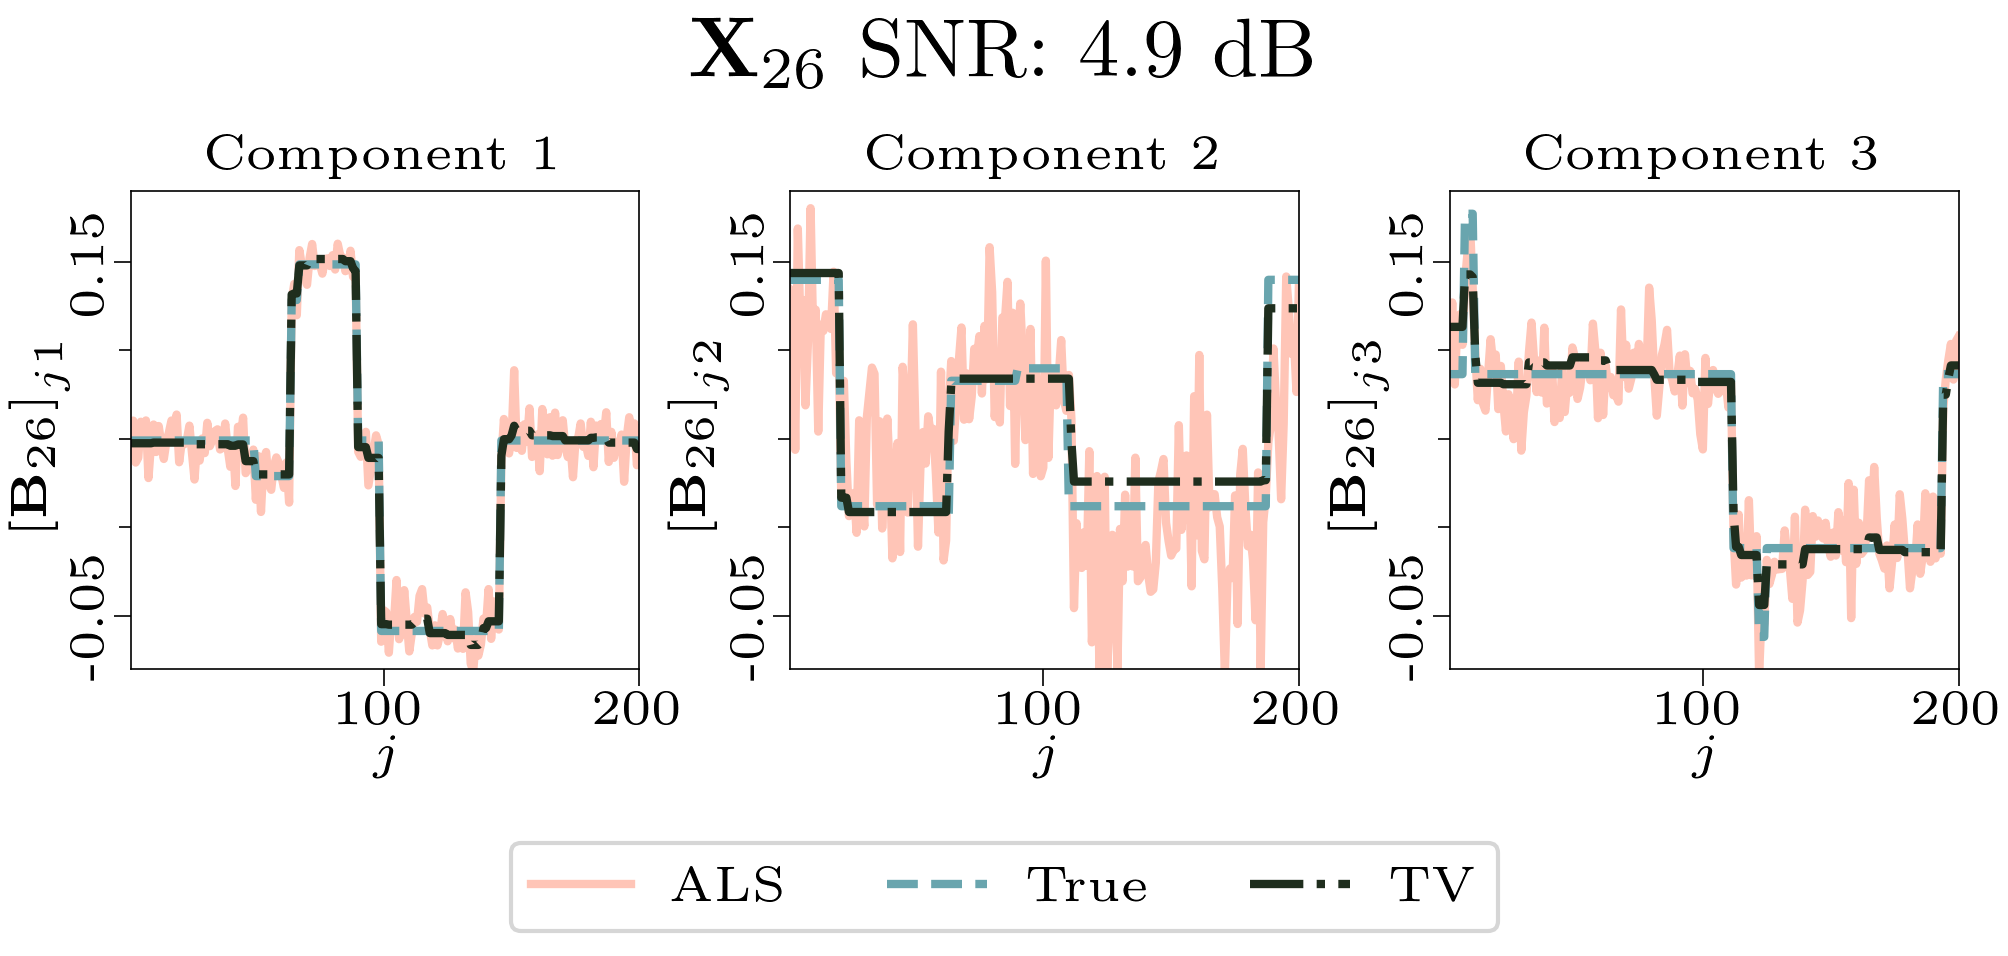 X₂₆ SNR: 4.9 dB
Component 1
Component 2
Component 3
[B₂₆]ⱼ₁
0.15
-0.05
100
200
j
[B₂₆]ⱼ₂
0.15
-0.05
100
200
j
[B₂₆]ⱼ₃
0.15
-0.05
100
200
j
ALS
True
TV